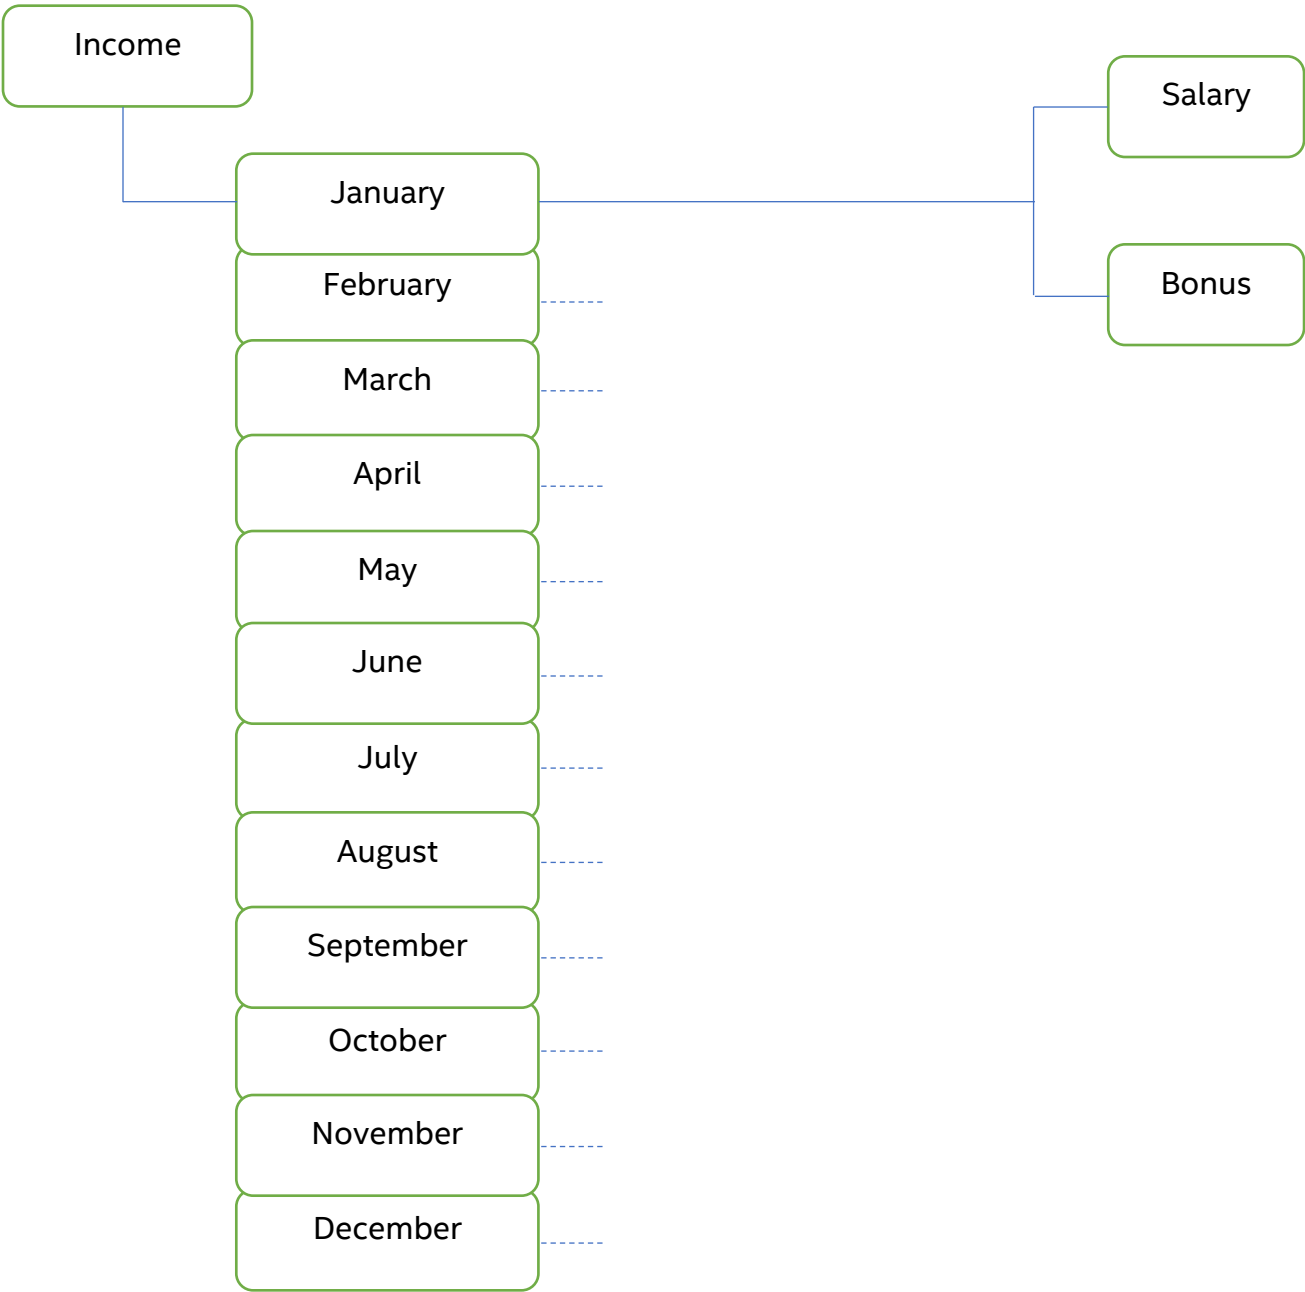 Income
Salary
January
Bonus
February
March
April
May
June
July
August
September
October
November
December